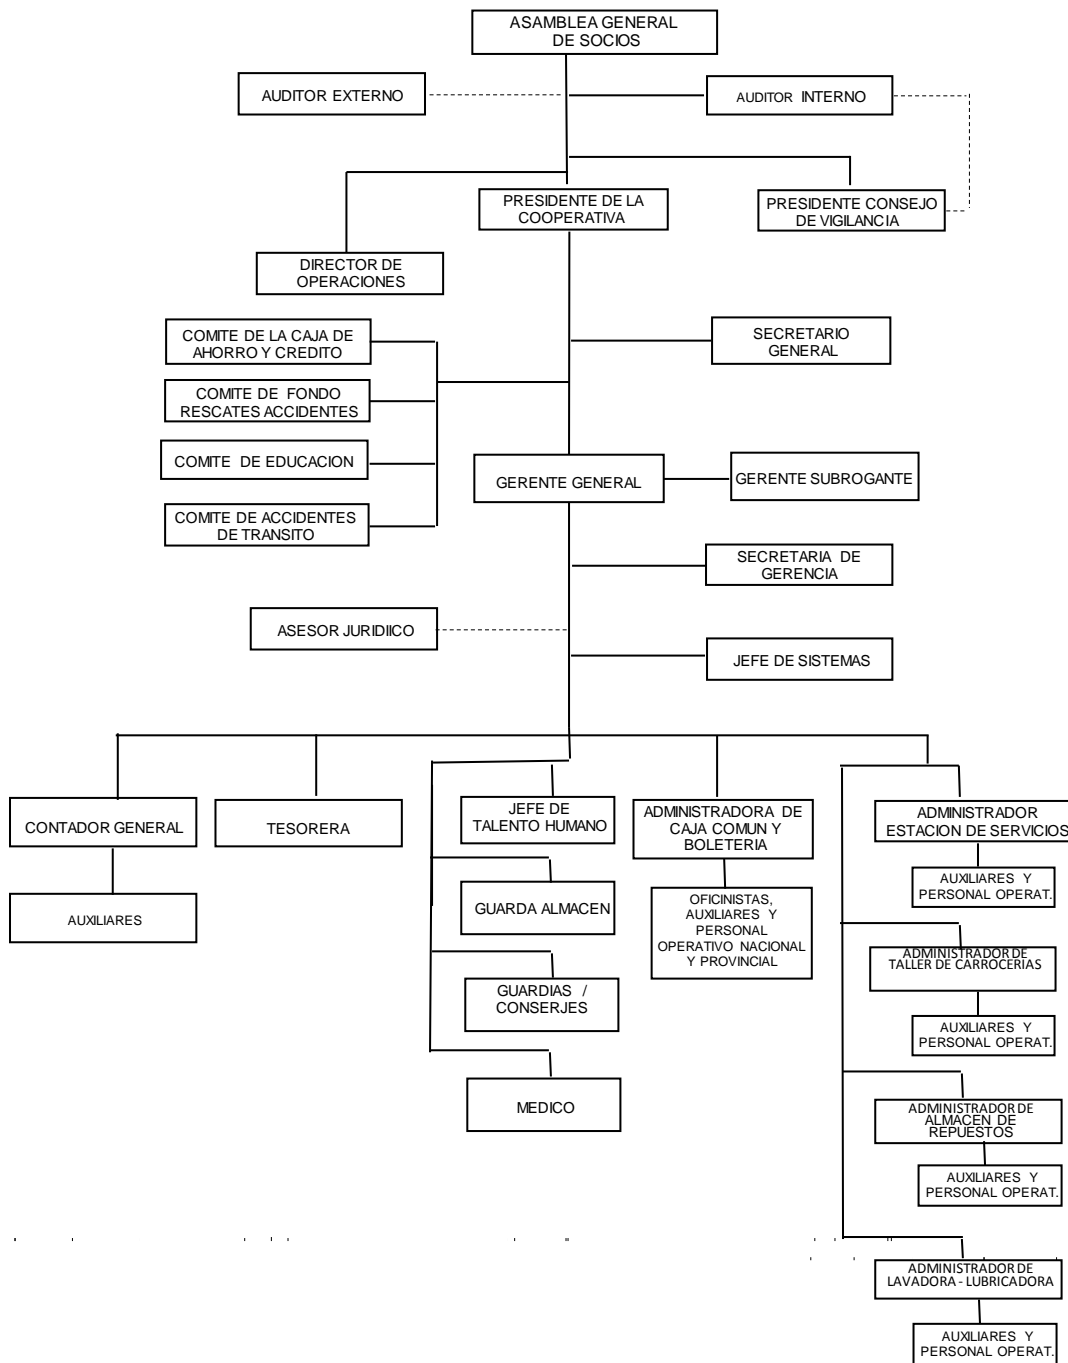 ASAMBLEA GENERAL
DE SOCIOS
AUDITOR EXTERNO
AUDITOR INTERNO
PRESIDENTE DE LA
COOPERATIVA
PRESIDENTE CONSEJO
DE VIGILANCIA
DIRECTOR DE
OPERACIONES
COMITE DE LA CAJA DE
AHORRO Y CREDITO
SECRETARIO
GENERAL
COMITE DE FONDO
RESCATES ACCIDENTES
COMITE DE EDUCACION
GERENTE GENERAL
GERENTE SUBROGANTE
COMITE DE ACCIDENTES
DE TRANSITO
SECRETARIA DE
GERENCIA
ASESOR JURIDIICO
JEFE DE SISTEMAS
CONTADOR GENERAL
TESORERA
JEFE DE
TALENTO HUMANO
ADMINISTRADORA DE
CAJA COMUN Y
BOLETERIA
ADMINISTRADOR
ESTACION DE SERVICIOS
AUXILIARES Y
PERSONAL OPERAT.
AUXILIARES
GUARDA ALMACEN
OFICINISTAS,
AUXILIARES Y
PERSONAL
OPERATIVO NACIONAL
Y PROVINCIAL
ADMINISTRADOR DE
TALLER DE CARROCERIAS
GUARDIAS /
CONSERJES
AUXILIARES Y
PERSONAL OPERAT.
MEDICO
ADMINISTRADOR DE
ALMACEN DE
REPUESTOS
AUXILIARES Y
PERSONAL OPERAT.
ADMINISTRADOR DE
LAVADORA - LUBRICADORA
AUXILIARES Y
PERSONAL OPERAT.